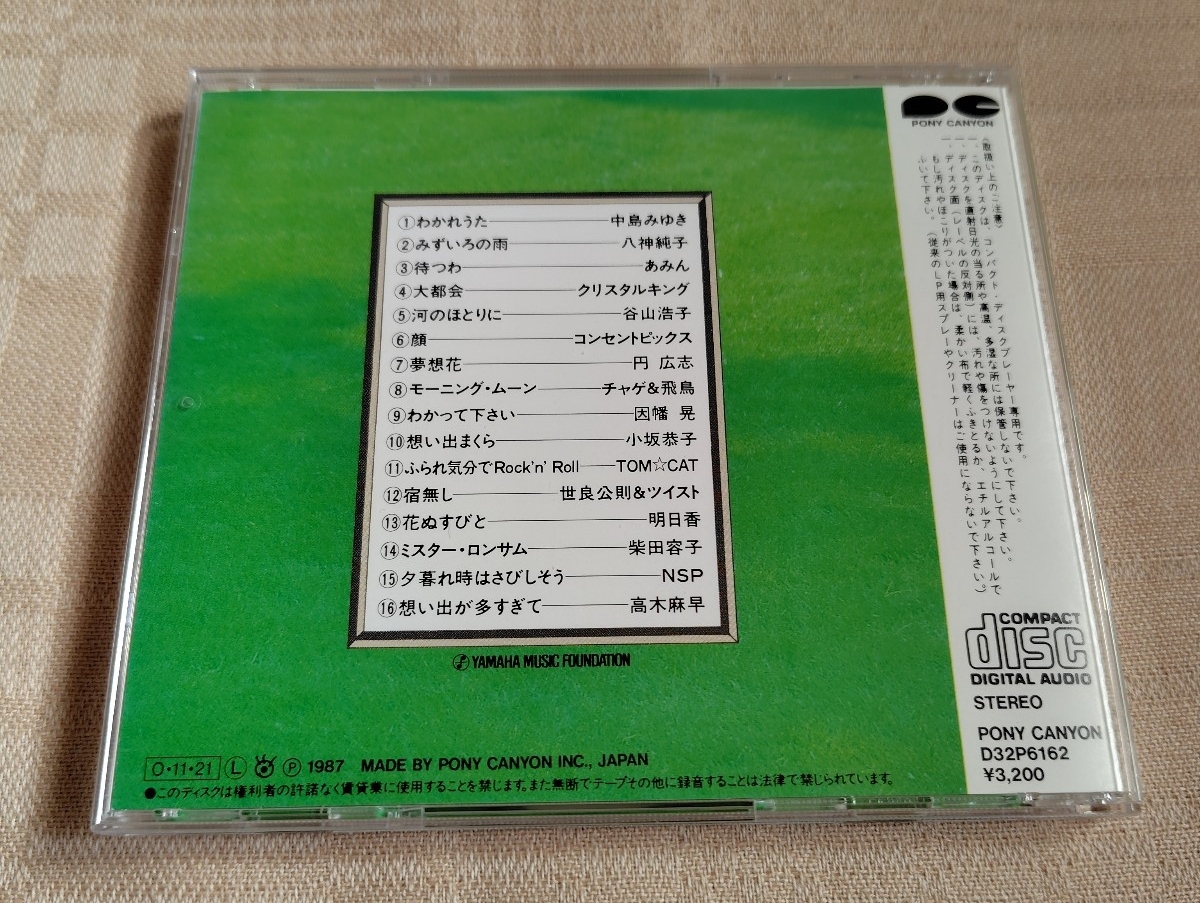 ①わかれうた 中島みゆき
②みずいろの雨 八神純子
③待つわ あみん
④大都会 クリスタルキング
⑤河のほとりに 谷山浩子
⑥顔 コンセントピックス
⑦夢想花 円 広志
⑧モーニング・ムーン チャゲ&飛鳥
⑨わかって下さい 因幡 晃
⑩想い出まくら 小坂恭子
⑪ふられ気分でRock'n' Roll TOM☆CAT
⑫宿無し 世良公則&ツイスト
⑬花ぬすびと 明日香
⑭ミスター・ロンサム 柴田容子
⑮夕暮れ時はさびしそう NSP
⑯想い出が多すぎて 高木麻早
YAMAHA MUSIC FOUNDATION
O・11・21 Ⓛ Ⓟ 1987 MADE BY PONY CANYON INC., JAPAN
●このディスクは権利者の許諾なく賃貸業に使用することを禁じます。また無断でテープその他に録音することは法律で禁じられています。
PONY CANYON
〈取扱い上のご注意〉
一、このディスクは、コンパクト・ディスクプレーヤー専用です。
一、ディスクを直射日光の当る所や高温、多湿な所には保管しないで下さい。
一、ディスク面(レーベルの反対側)には、汚れや傷をつけないようにして下さい。
もし汚れやほこりがついた場合は、柔かい布で軽くふきとるか、エチルアルコールで
ふいて下さい。(従来のLP用スプレーやクリーナーはご使用にならないで下さい。)
COMPACT
disc
DIGITAL AUDIO
STEREO
PONY CANYON
D32P6162
¥3,200